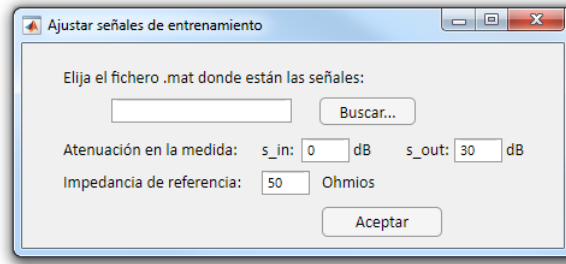 Ajustar señales de entrenamiento
Elija el fichero .mat donde están las señales:
Buscar...
Atenuación en la medida: s_in: 0 dB s_out: 30 dB
Impedancia de referencia: 50 Ohmios
Aceptar